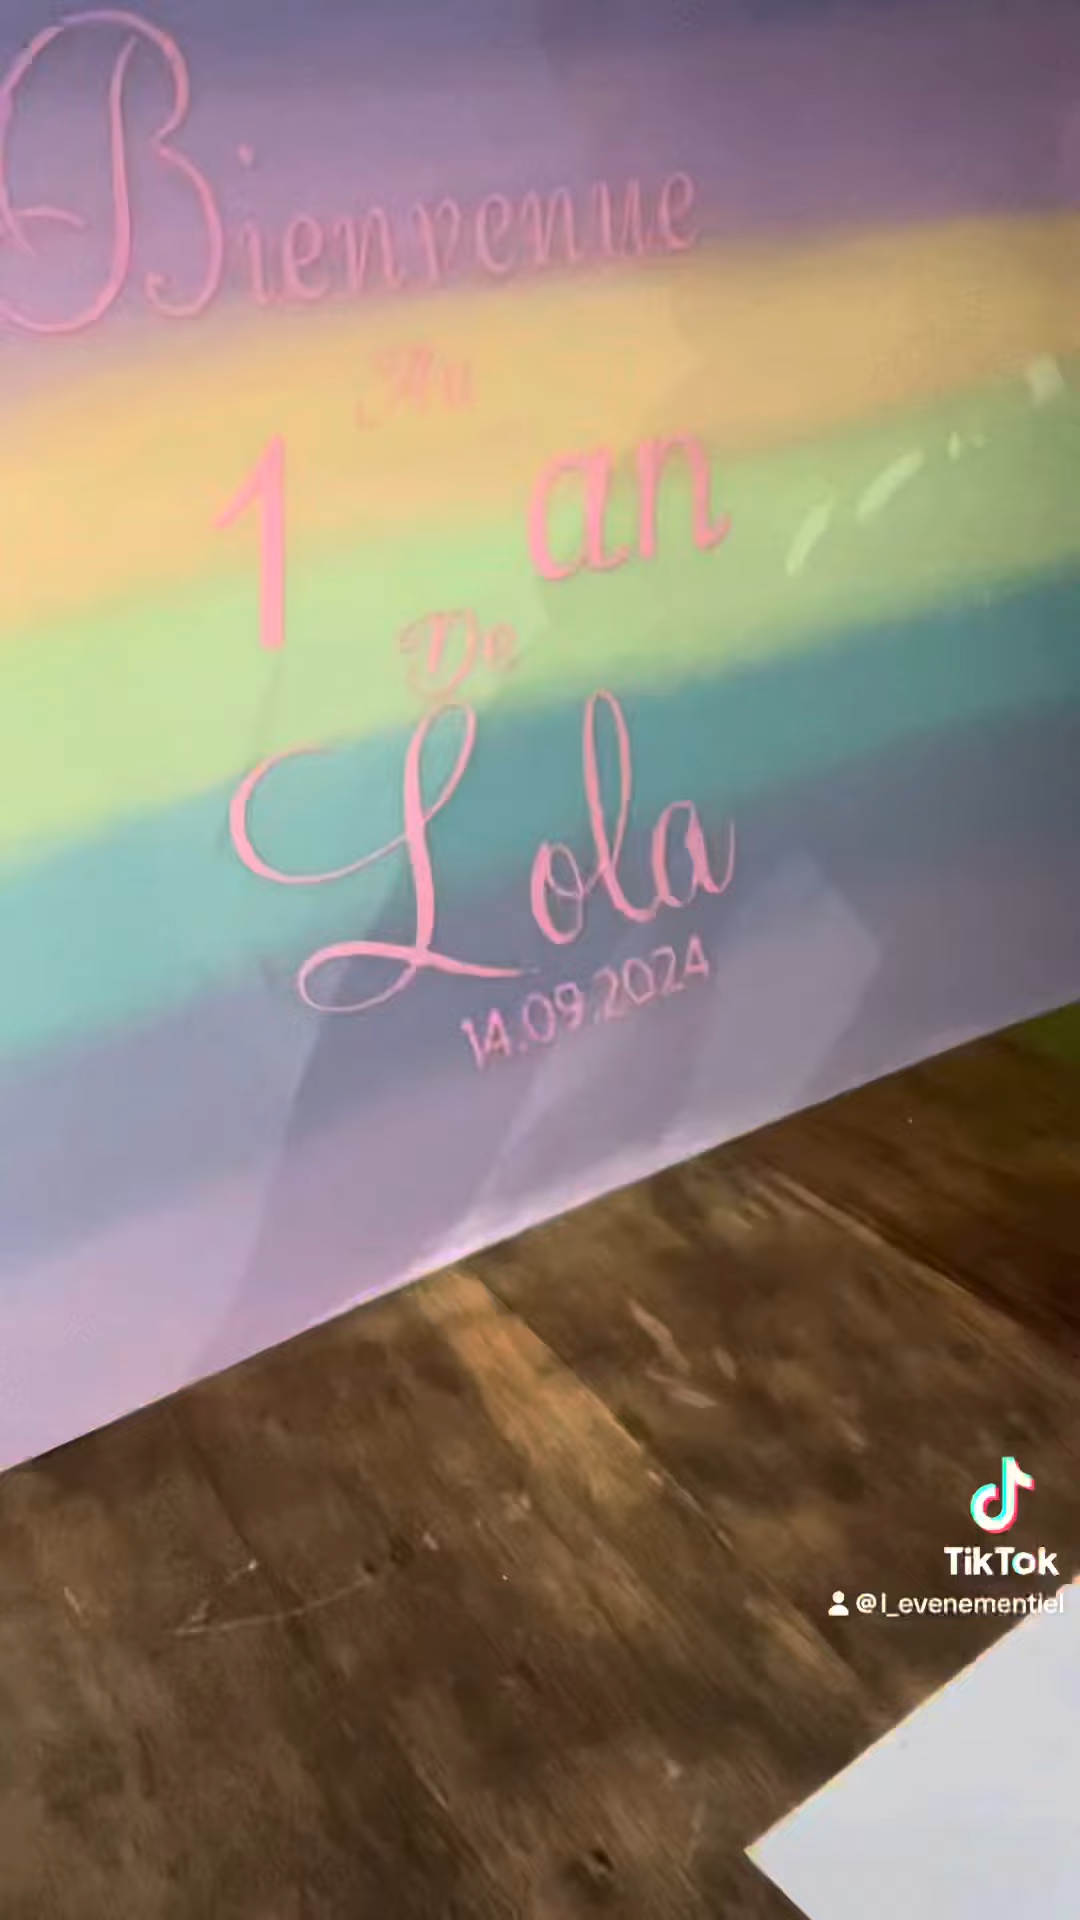 Bienvenue
Au
1 an
De
Lola
14.09.2024
TikTok
@l_evenementiel